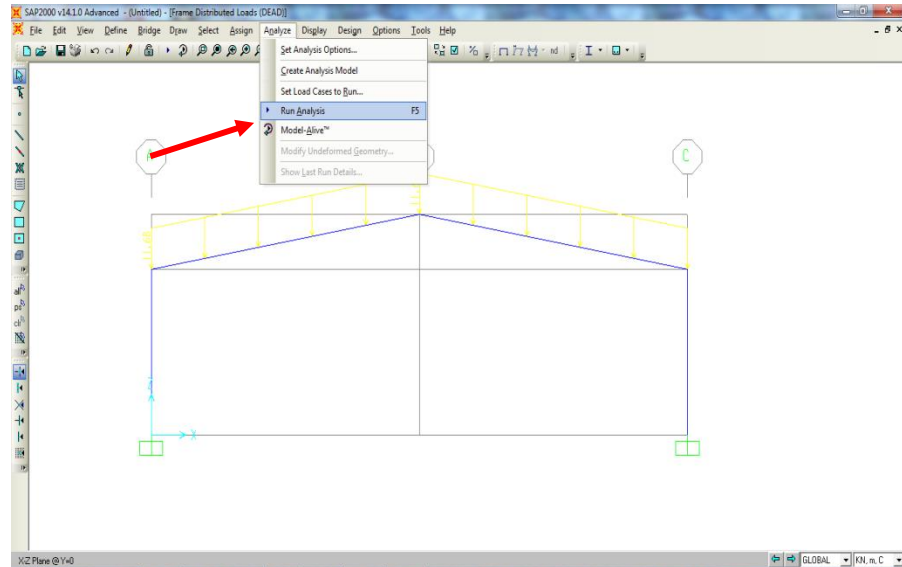 SAP2000 v14.1.0 Advanced - (Untitled) - [Frame Distributed Loads (DEAD)]
File Edit View Define Bridge Draw Select Assign Analyze Display Design Options Tools Help
Set Analysis Options...
Create Analysis Model
Set Load Cases to Run...
Run Analysis F5
Model-Alive™
Modify Undeformed Geometry...
Show Last Run Details...
A
C
Z
X
X-Z Plane @ Y=0
GLOBAL
KN, m, C